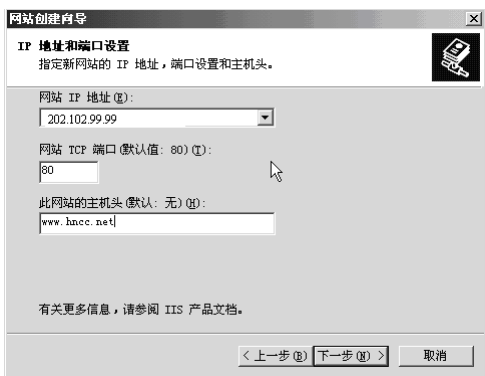 网站创建向导
IP 地址和端口设置
指定新网站的 IP 地址，端口设置和主机头。
网站 IP 地址(E):
202.102.99.99
网站 TCP 端口(默认值: 80)(T):
80
此网站的主机头(默认: 无)(H):
www.hncc.net
有关更多信息，请参阅 IIS 产品文档。
< 上一步(B) 下一步(N) > 取消